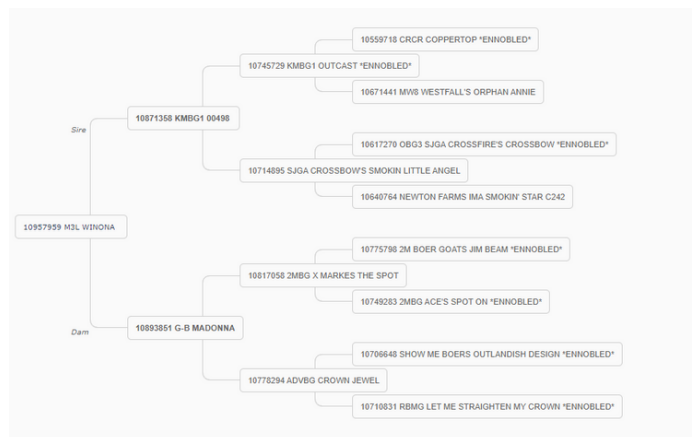 10559718 CRCR COPPERTOP *ENNOBLED*
10745729 KMBG1 OUTCAST *ENNOBLED*
10671441 MW8 WESTFALL'S ORPHAN ANNIE
10871358 KMBG1 00498
Sire
10617270 OBG3 SJGA CROSSFIRE'S CROSSBOW *ENNOBLED*
10714895 SJGA CROSSBOW'S SMOKIN LITTLE ANGEL
10640764 NEWTON FARMS IMA SMOKIN' STAR C242
10957959 M3L WINONA
10775798 2M BOER GOATS JIM BEAM *ENNOBLED*
10817058 2MBG X MARKES THE SPOT
10749283 2MBG ACE'S SPOT ON *ENNOBLED*
Dam
10893851 G-B MADONNA
10706648 SHOW ME BOERS OUTLANDISH DESIGN *ENNOBLED*
10778294 ADVBG CROWN JEWEL
10710831 RBMG LET ME STRAIGHTEN MY CROWN *ENNOBLED*